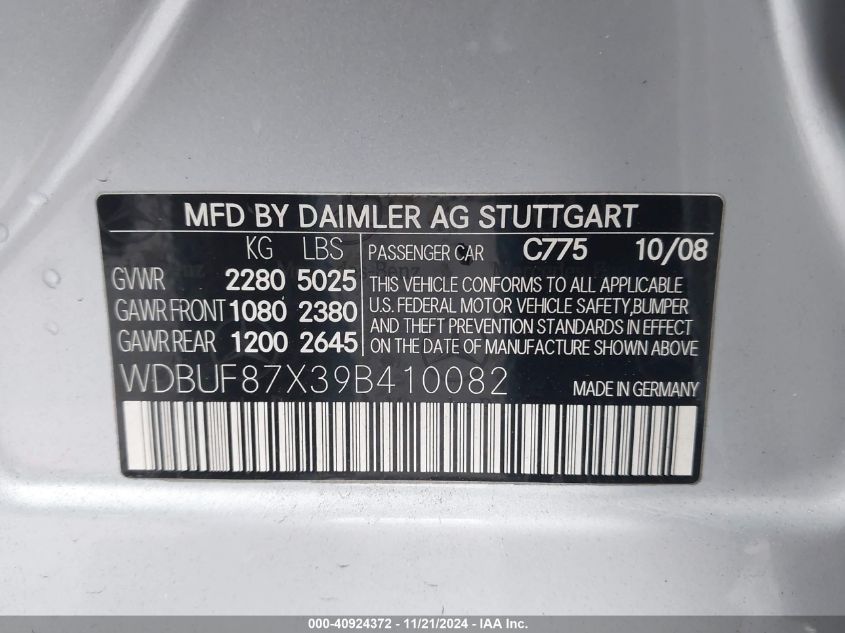 MFD BY DAIMLER AG STUTTGART
KG LBS
GVWR 2280 5025
GAWR FRONT 1080 2380
GAWR REAR 1200 2645
PASSENGER CAR C775 10/08
THIS VEHICLE CONFORMS TO ALL APPLICABLE
U.S. FEDERAL MOTOR VEHICLE SAFETY,BUMPER
AND THEFT PREVENTION STANDARDS IN EFFECT
ON THE DATE OF MANUFACTURE SHOWN ABOVE
WDBUF87X39B410082
MADE IN GERMANY
000-40924372 - 11/21/2024 - IAA Inc.